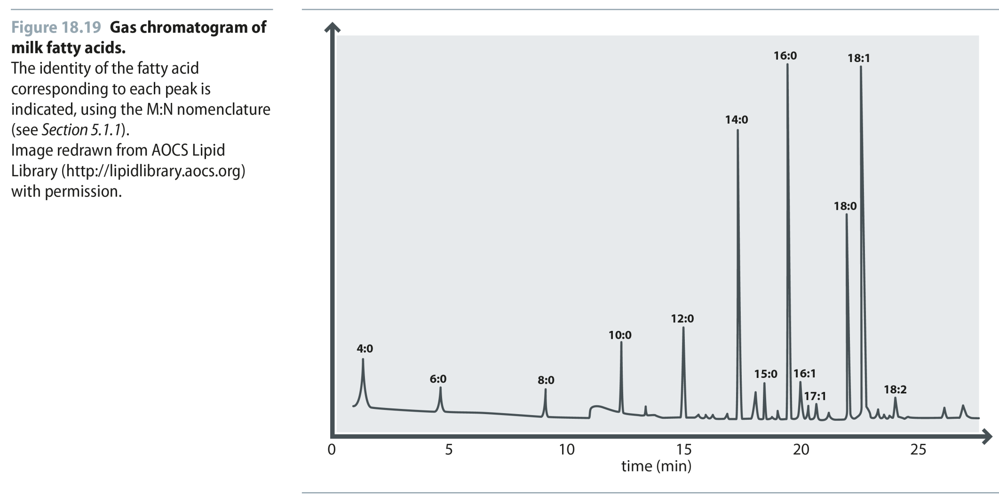 Figure 18.19 Gas chromatogram of
milk fatty acids.
The identity of the fatty acid
corresponding to each peak is
indicated, using the M:N nomenclature
(see Section 5.1.1).
Image redrawn from AOCS Lipid
Library (http://lipidlibrary.aocs.org)
with permission.
4:0
6:0
8:0
10:0
12:0
14:0
15:0
16:0
16:1
17:1
18:0
18:1
18:2
0 5 10 15 20 25
time (min)